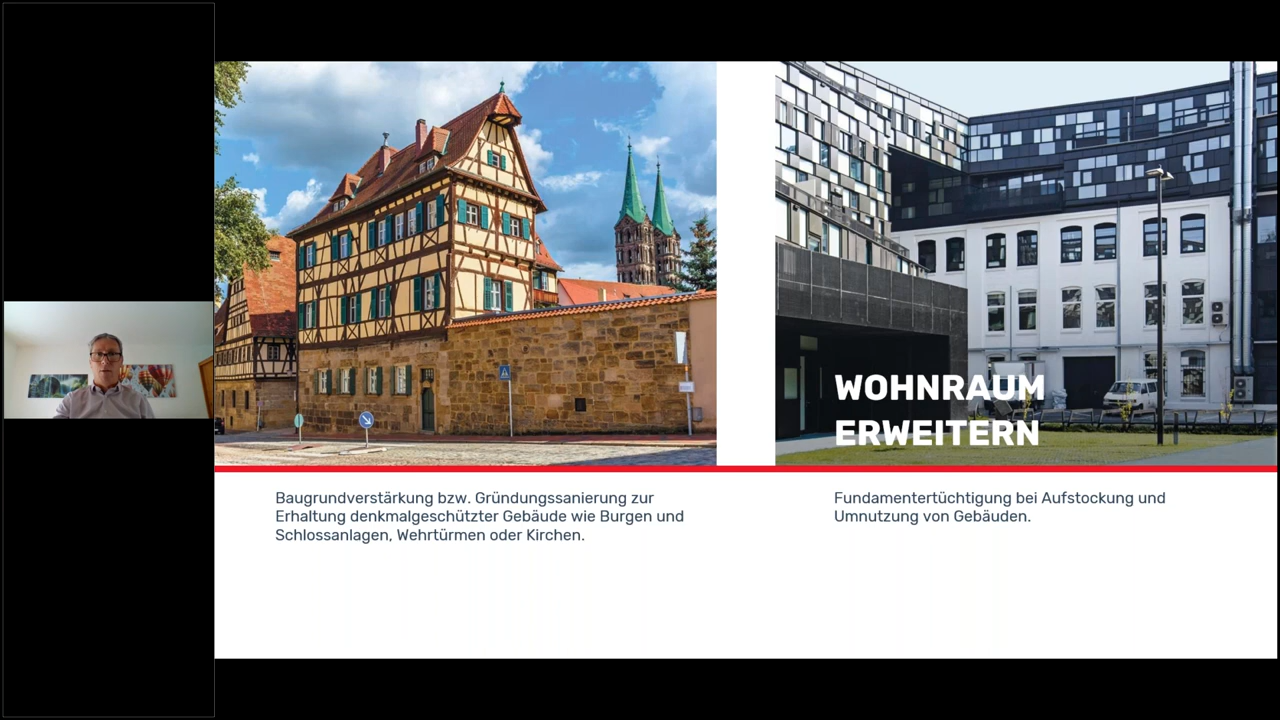 Baugrundverstärkung bzw. Gründungssanierung zur
Erhaltung denkmalgeschützter Gebäude wie Burgen und
Schlossanlagen, Wehrtürmen oder Kirchen.
WOHNRAUM
ERWEITERN
Fundamentertüchtigung bei Aufstockung und
Umnutzung von Gebäuden.